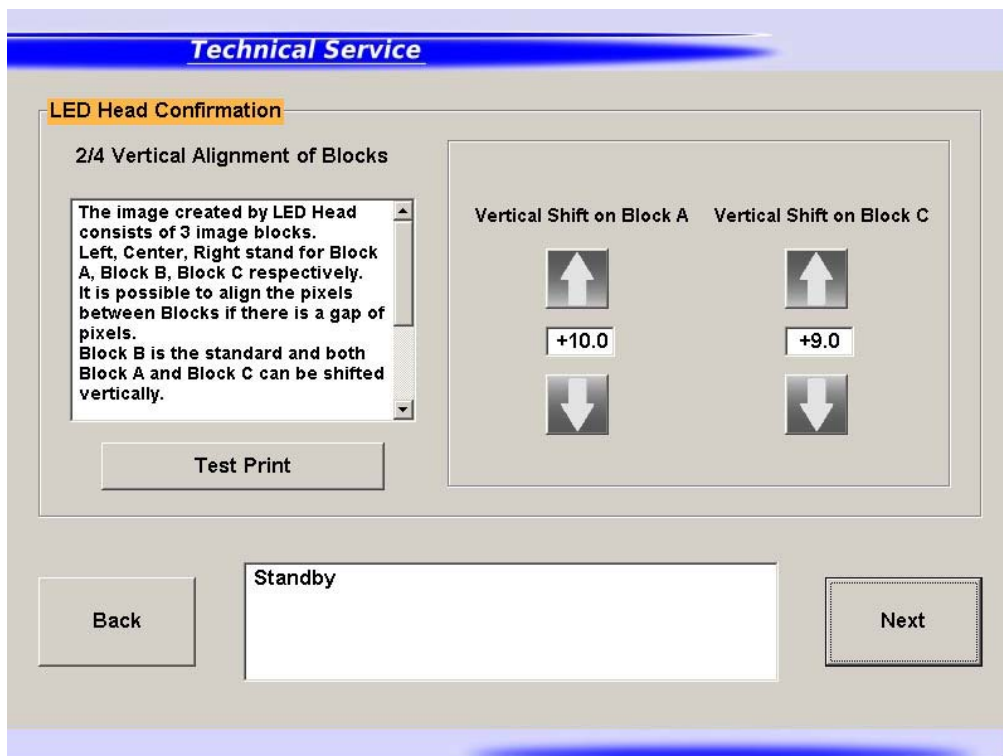 Technical Service
LED Head Confirmation
2/4 Vertical Alignment of Blocks
The image created by LED Head
consists of 3 image blocks.
Left, Center, Right stand for Block
A, Block B, Block C respectively.
It is possible to align the pixels
between Blocks if there is a gap of
pixels.
Block B is the standard and both
Block A and Block C can be shifted
vertically.
Test Print
Vertical Shift on Block A
+10.0
Vertical Shift on Block C
+9.0
Back
Standby
Next